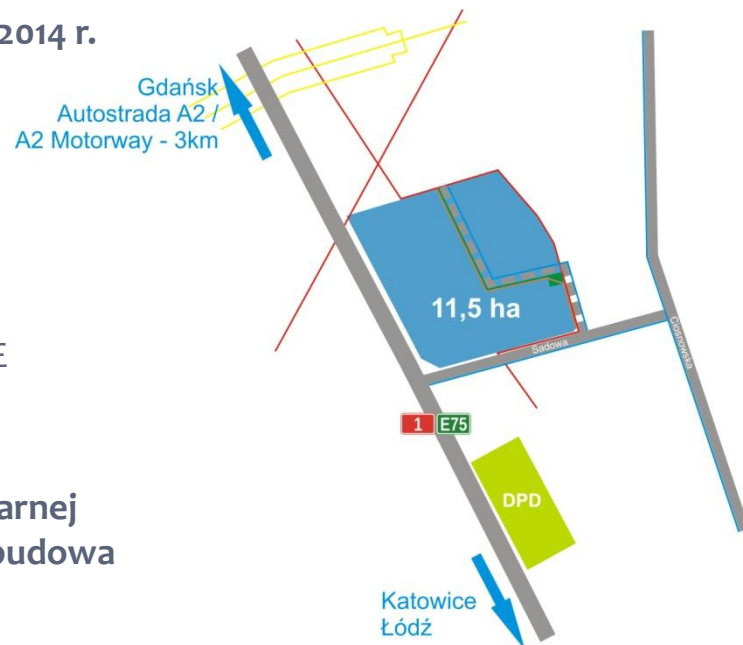 2014 r.
Gdańsk
Autostrada A2 /
A2 Motorway - 3km
11,5 ha
E
Sadowa
Ciosnowska
1 E75
DPD
arnej
budowa
Katowice
Łódź